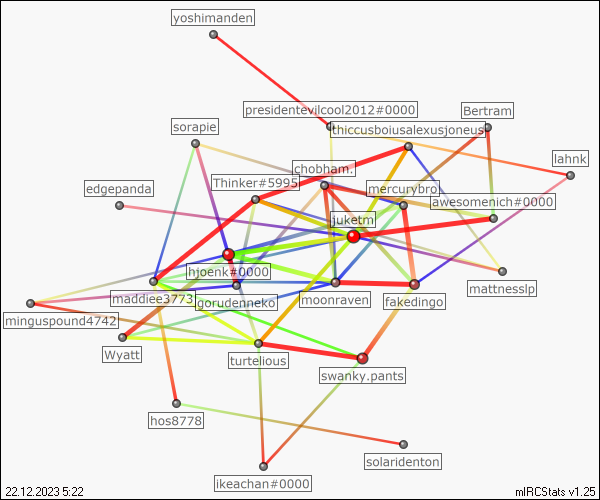 yoshimanden
presidentevilcool2012#0000
Bertram
sorapie
thiccusboiusalexusjoneus
lahnk
chobham.
Thinker#5995
mercurybro
edgepanda
awesomenich#0000
juketm
hjoenk#0000
mattnesslp
maddiee3773
goudenneko
moonraven
fakedingo
minguspound4742
Wyatt
turtelious
swanky.pants
hos8778
solaridenton
ikeachan#0000
22.12.2023 5:22
mIRCStats v1.25